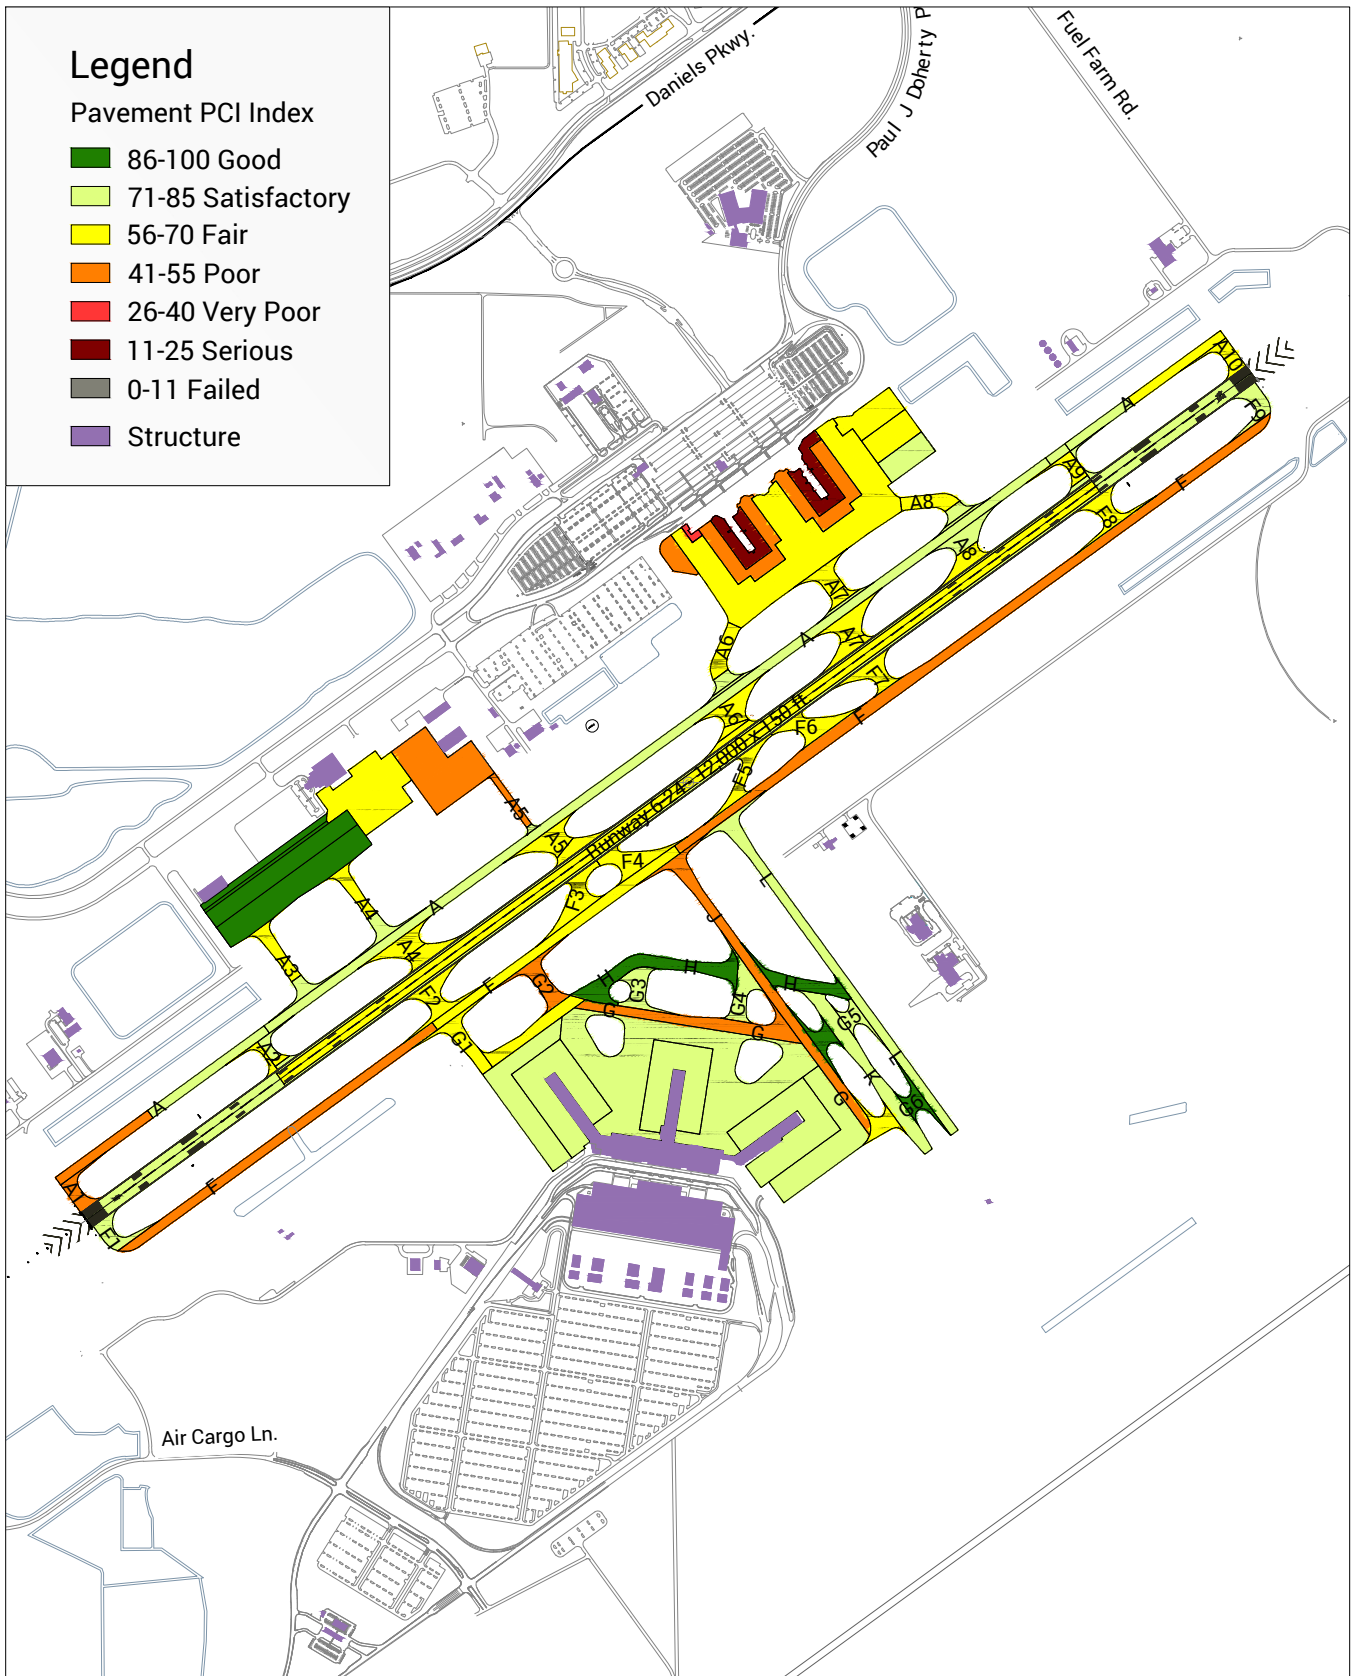 Legend
Pavement PCI Index
86-100 Good
71-85 Satisfactory
56-70 Fair
41-55 Poor
26-40 Very Poor
11-25 Serious
0-11 Failed
Structure
Daniels Pkwy.
Paul J Doherty P
Fuel Farm Rd.
A10
A
F9
A9
F
F8
A8
A8
A7
A
A7
A6
F7
A6
F
F6
Runway 6-24 - 12,000 x 150 ft
F5
A5
A5
F4
L
F3
A4
A
J
A4
A3
H
H
H
F
F2
G2
G3
G4
G
G
G5
G1
A2
L
K
G
G6
A
A1
F
F1
Air Cargo Ln.